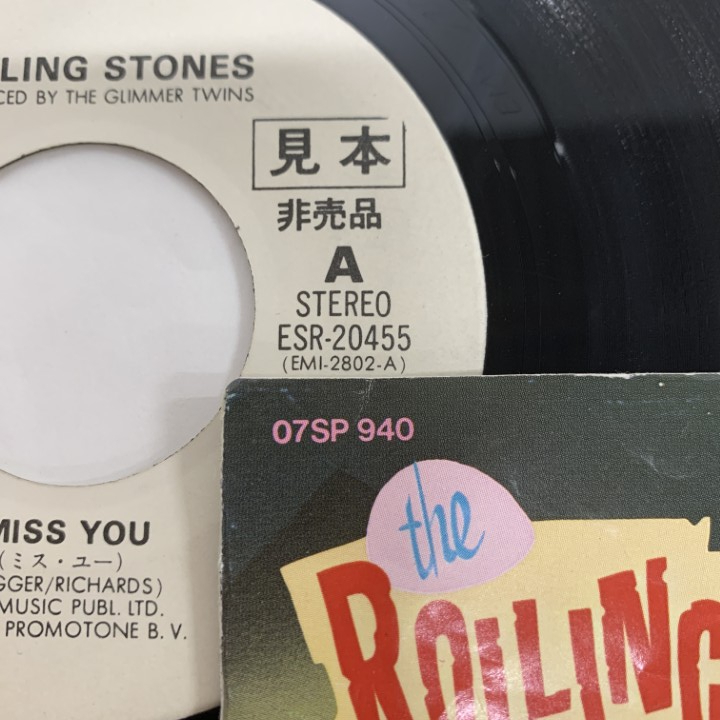 LING STONES
CED BY THE GLIMMER TWINS
見本
非売品
A
STEREO
ESR-20455
(EMI-2802-A)
MISS YOU
(ミス・ユー)
GGER/RICHARDS)
MUSIC PUBL. LTD.
PROMOTONE B. V.
07SP 940
the
ROLLING